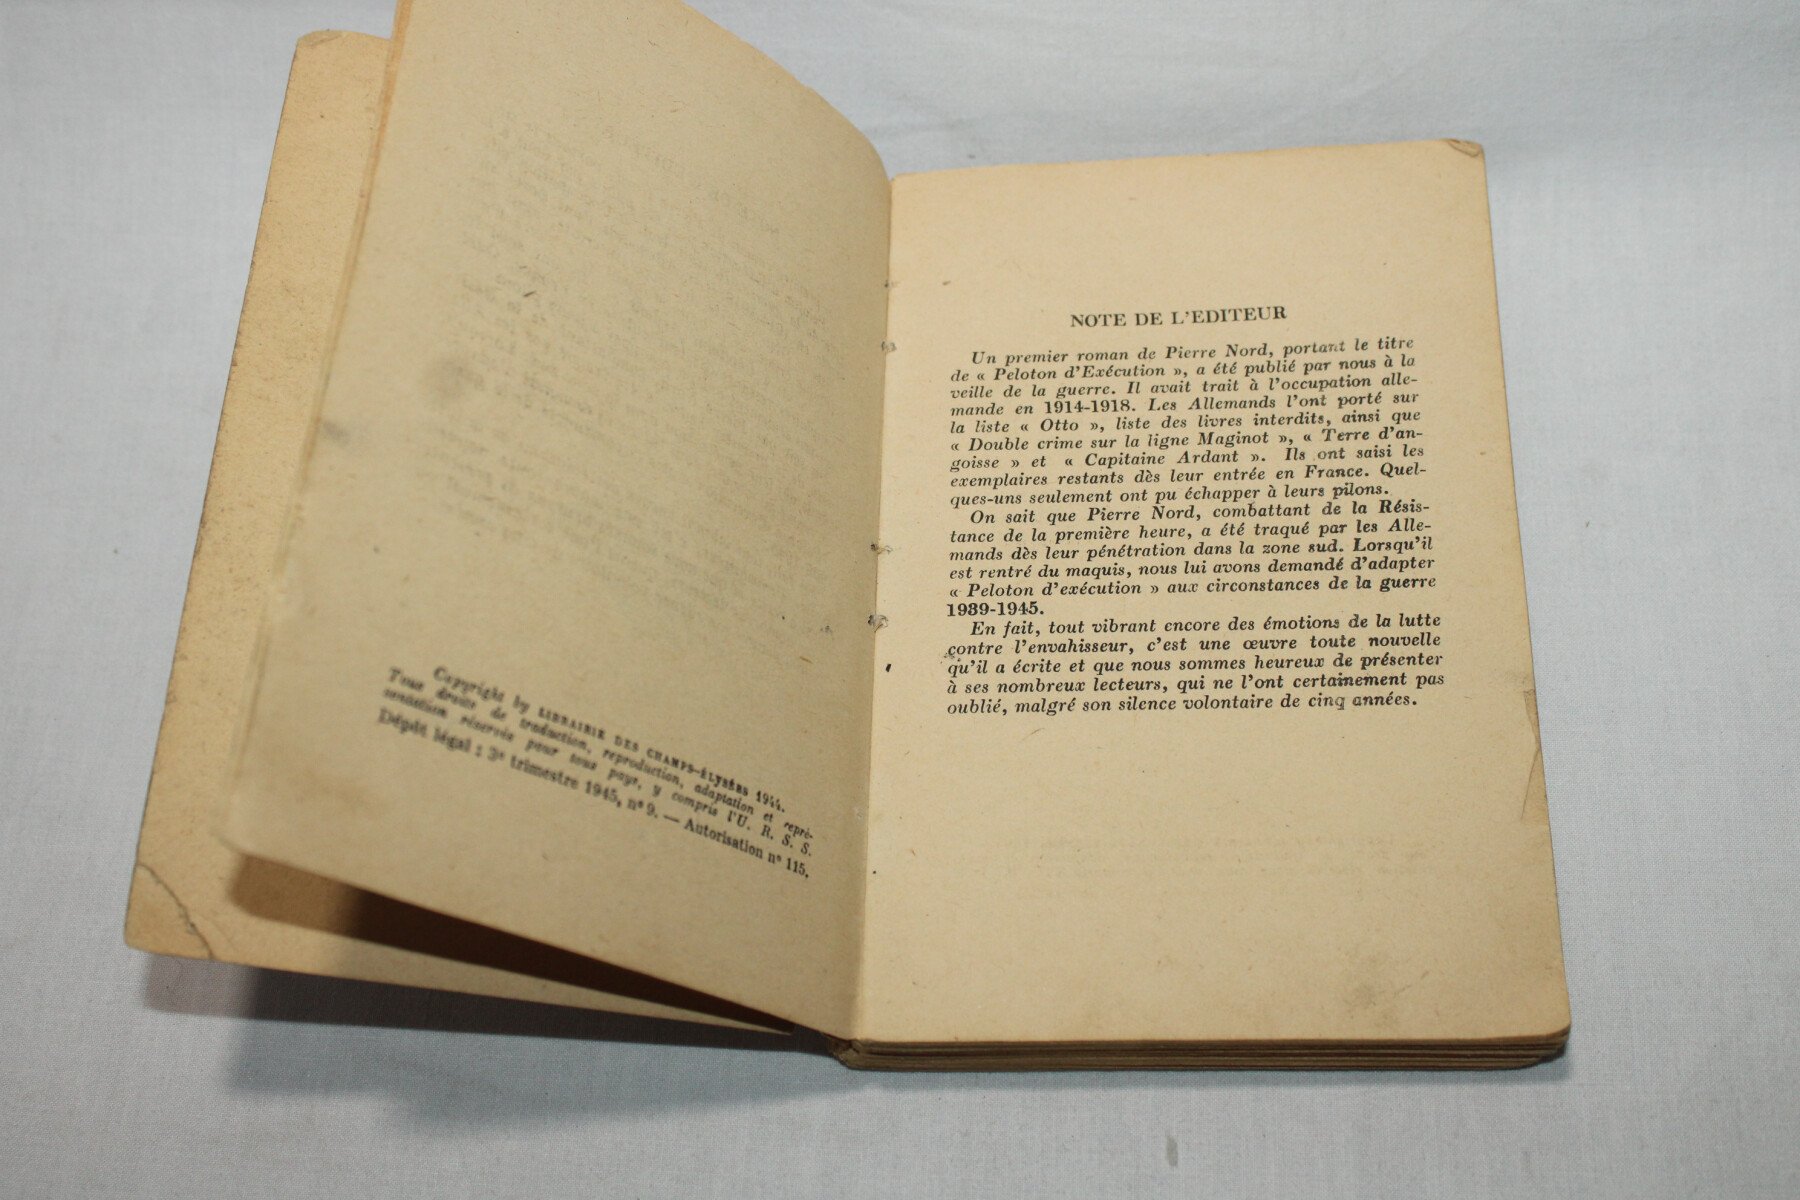 Copyright by LIBRAIRIE DES CHAMPS-ÉLYSÉES 1944.
Tous droits de traduction, reproduction, adaptation et repré-
sentation réservés pour tous pays, y compris l'U. R. S. S.
Dépôt légal : 3e trimestre 1945, n° 9. — Autorisation n° 115.
NOTE DE L'EDITEUR
Un premier roman de Pierre Nord, portant le titre
de « Peloton d'Exécution », a été publié par nous à la
veille de la guerre. Il avait trait à l'occupation alle-
mande en 1914-1918. Les Allemands l'ont porté sur
la liste « Otto », liste des livres interdits, ainsi que
« Double crime sur la ligne Maginot », « Terre d'an-
goisse » et « Capitaine Ardant ». Ils ont saisi les
exemplaires restants dès leur entrée en France. Quel-
ques-uns seulement ont pu échapper à leurs pilons.
On sait que Pierre Nord, combattant de la Résis-
tance de la première heure, a été traqué par les Alle-
mands dès leur pénétration dans la zone sud. Lorsqu'il
est rentré du maquis, nous lui avons demandé d'adapter
« Peloton d'exécution » aux circonstances de la guerre
1939-1945.
En fait, tout vibrant encore des émotions de la lutte
contre l'envahisseur, c'est une œuvre toute nouvelle
qu'il a écrite et que nous sommes heureux de présenter
à ses nombreux lecteurs, qui ne l'ont certainement pas
oublié, malgré son silence volontaire de cinq années.